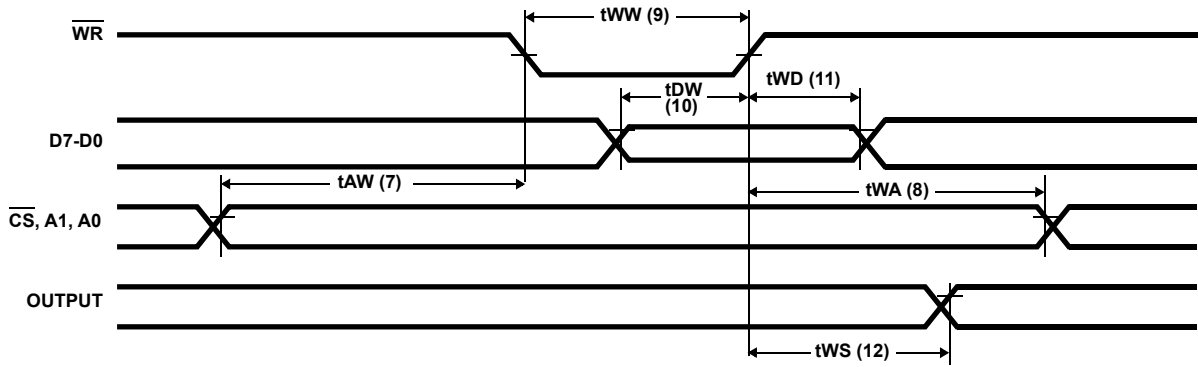 tWW (9)
WR
tDW
(10)
tWD (11)
D7-D0
tAW (7)
tWA (8)
CS, A1, A0
OUTPUT
tWS (12)